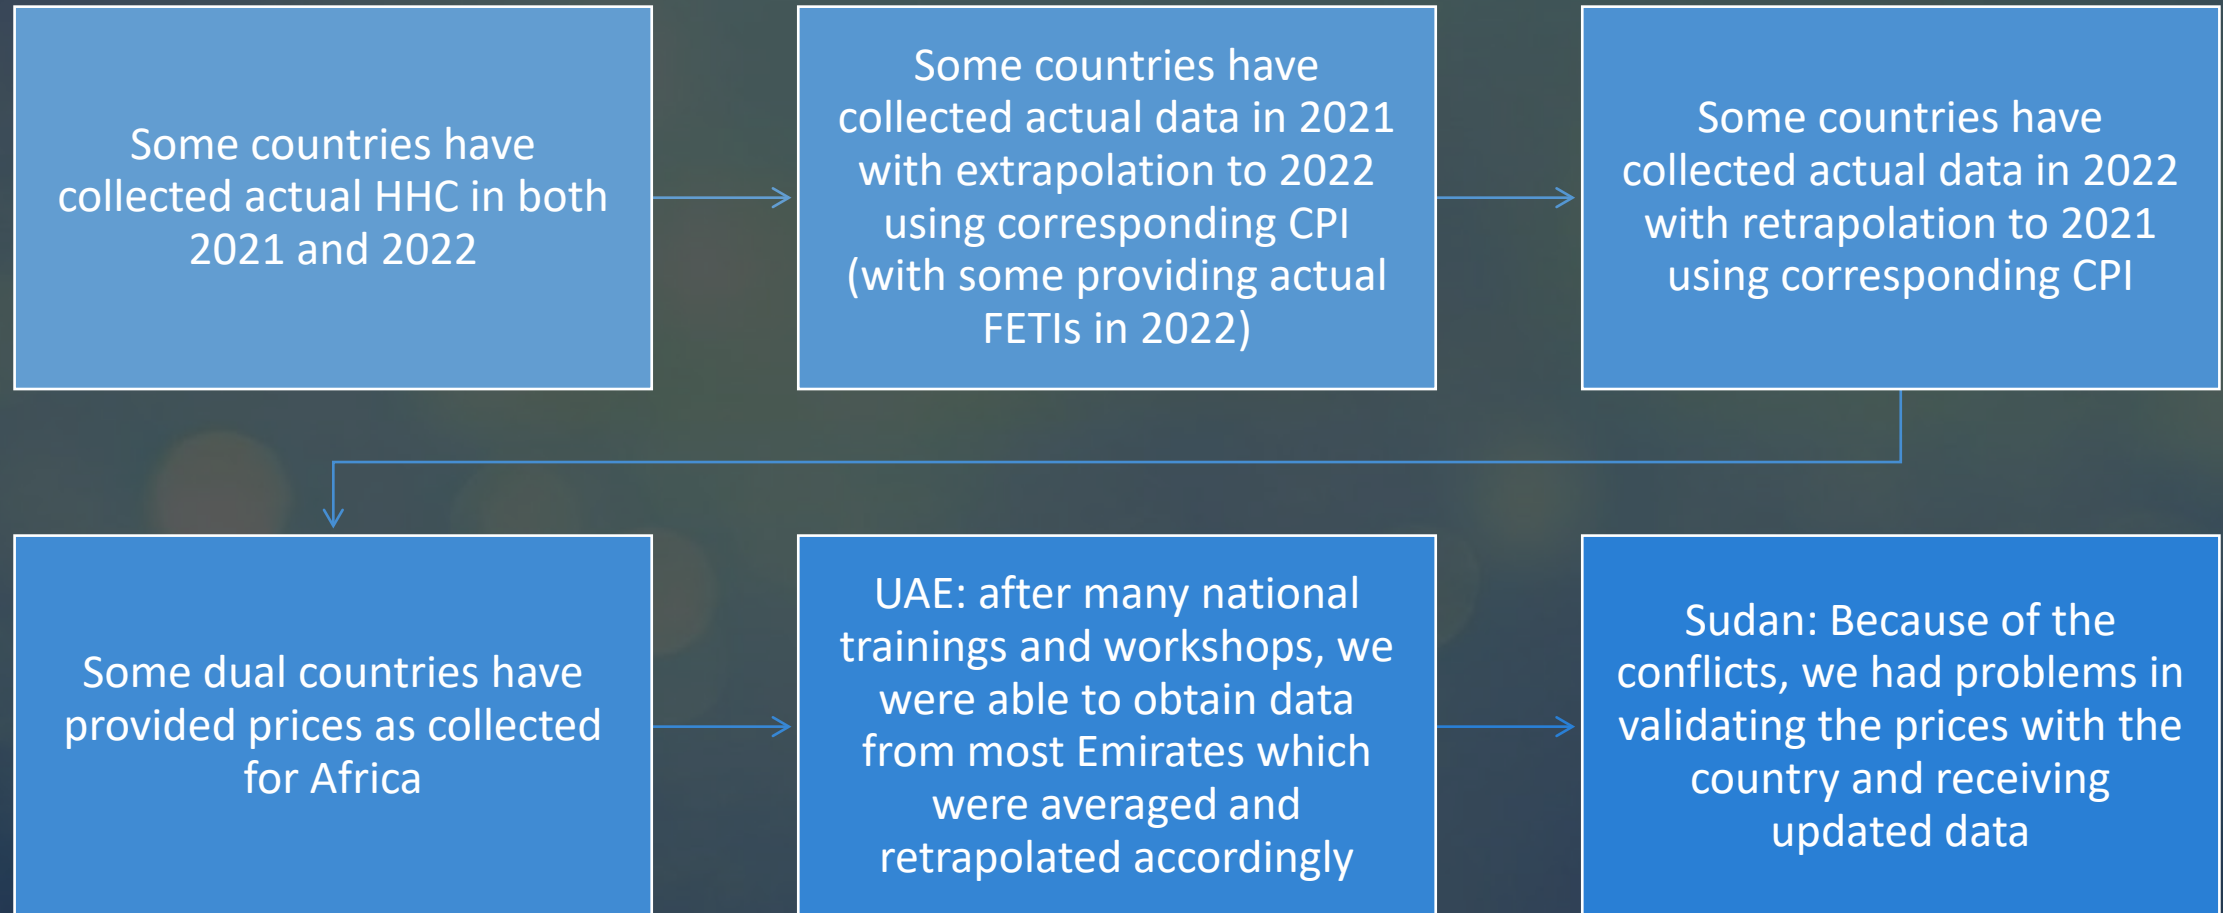 Some countries have
collected actual HHC in both
2021 and 2022
Some countries have
collected actual data in 2021
with extrapolation to 2022
using corresponding CPI
(with some providing actual
FETIs in 2022)
Some countries have
collected actual data in 2022
with retrapolation to 2021
using corresponding CPI
Some dual countries have
provided prices as collected
for Africa
UAE: after many national
trainings and workshops, we
were able to obtain data
from most Emirates which
were averaged and
retrapolated accordingly
Sudan: Because of the
conflicts, we had problems in
validating the prices with the
country and receiving
updated data